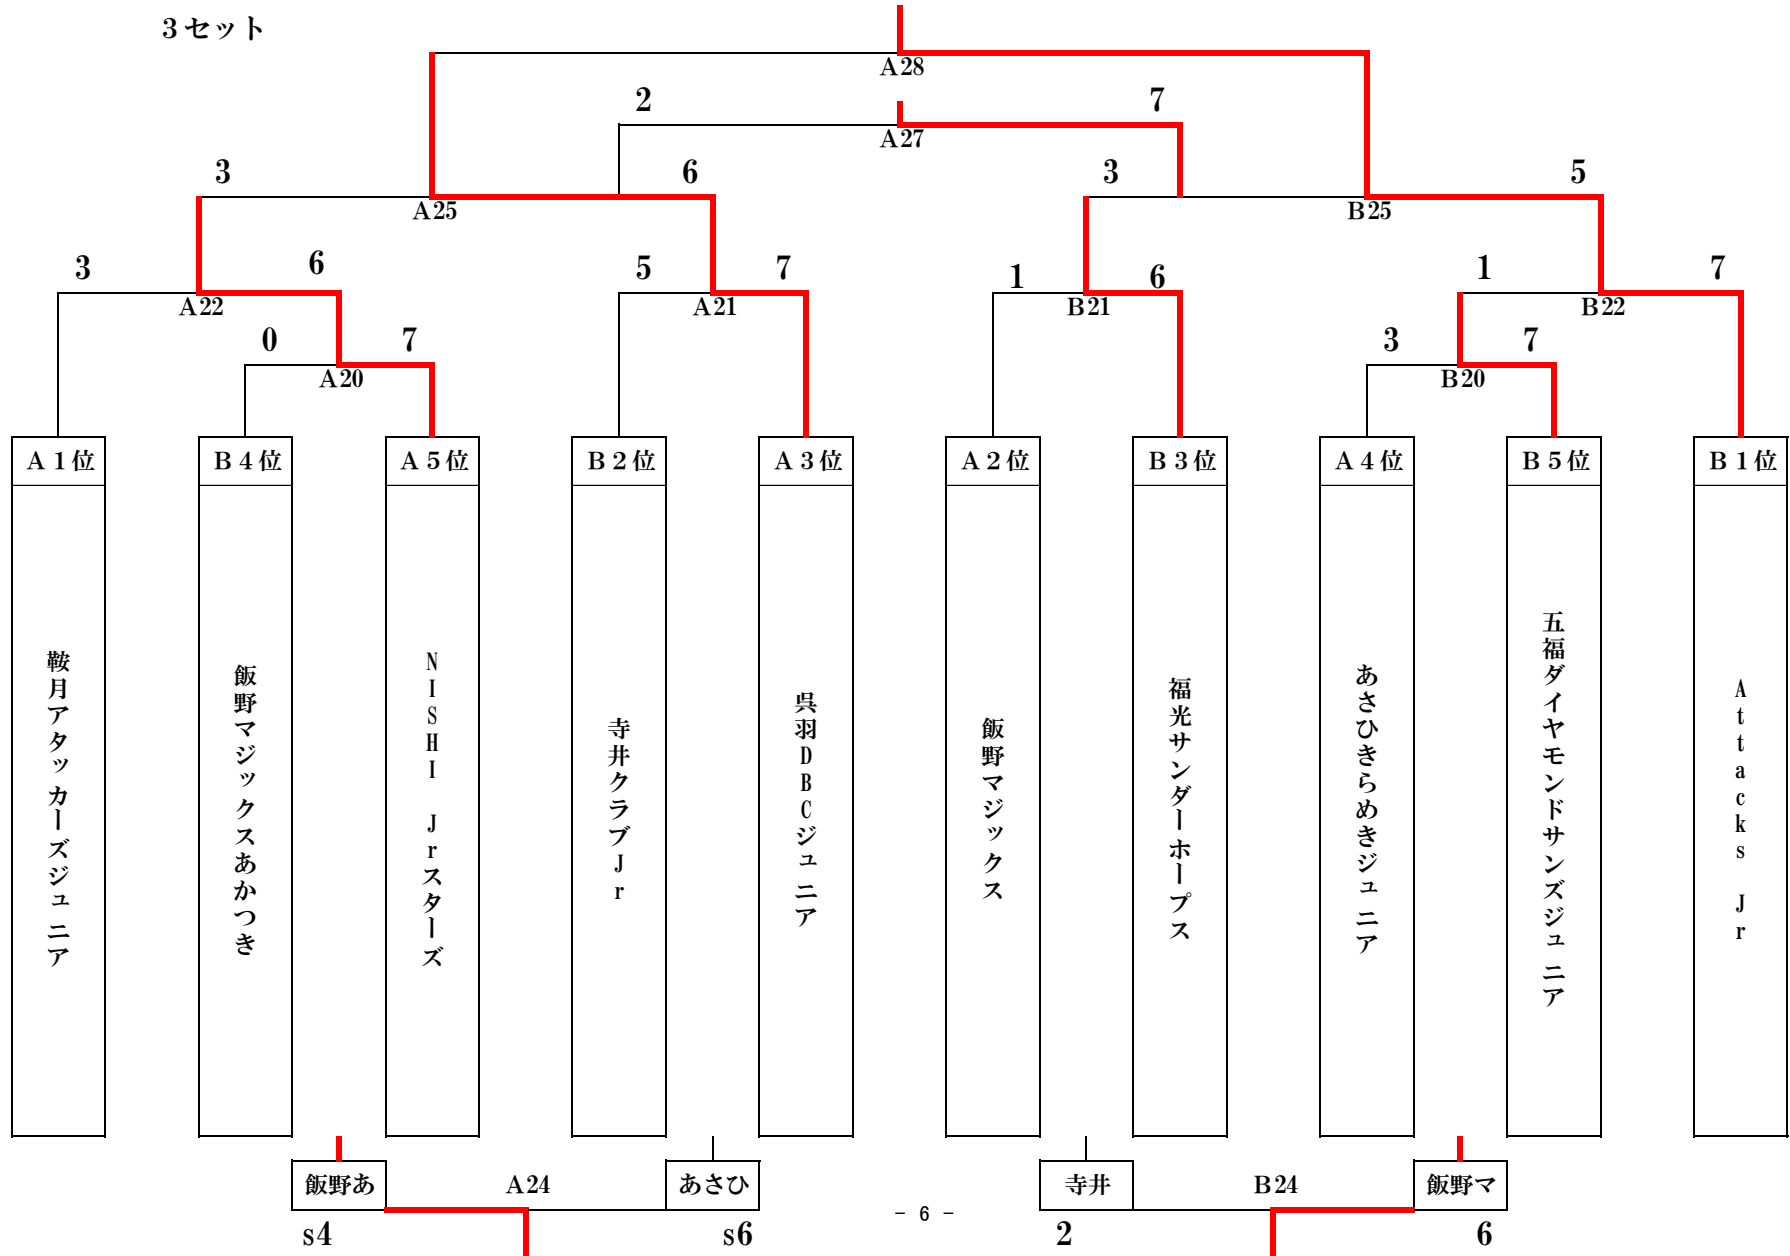 3セット
A28
2 7
A27
3 6 3 5
A25 B25
3 6 5 7 1 6 1 7
A22 A21 B21 B22
0 7 3 7
A20 B20
A1位 B4位 A5位 B2位 A3位 A2位 B3位 A4位 B5位 B1位
鞍月アタッカーズジュニア
飯野マジックスあかつき
NISHI Jrスターズ
寺井クラブJr
呉羽DBCジュニア
飯野マジックス
福光サンダーホープス
あさひきらめきジュニア
五福ダイヤモンドサンズジュニア
Attacks Jr
飯野あ A24 あさひ 寺井 B24 飯野マ
s4 s6 2 6
- 6 -